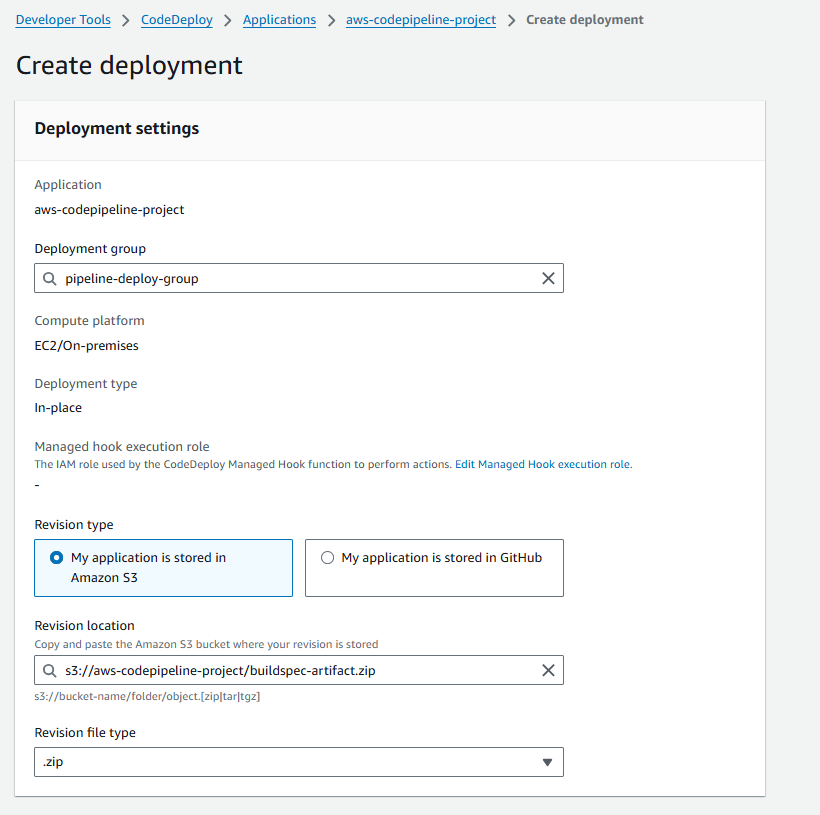 Developer Tools > CodeDeploy > Applications > aws-codepipeline-project > Create deployment
Create deployment
Deployment settings
Application
aws-codepipeline-project
Deployment group
pipeline-deploy-group
Compute platform
EC2/On-premises
Deployment type
In-place
Managed hook execution role
The IAM role used by the CodeDeploy Managed Hook function to perform actions. Edit Managed Hook execution role.
-
Revision type
My application is stored in
Amazon S3
My application is stored in GitHub
Revision location
Copy and paste the Amazon S3 bucket where your revision is stored
s3://aws-codepipeline-project/buildspec-artifact.zip
s3://bucket-name/folder/object.[zip|tar|tgz]
Revision file type
.zip